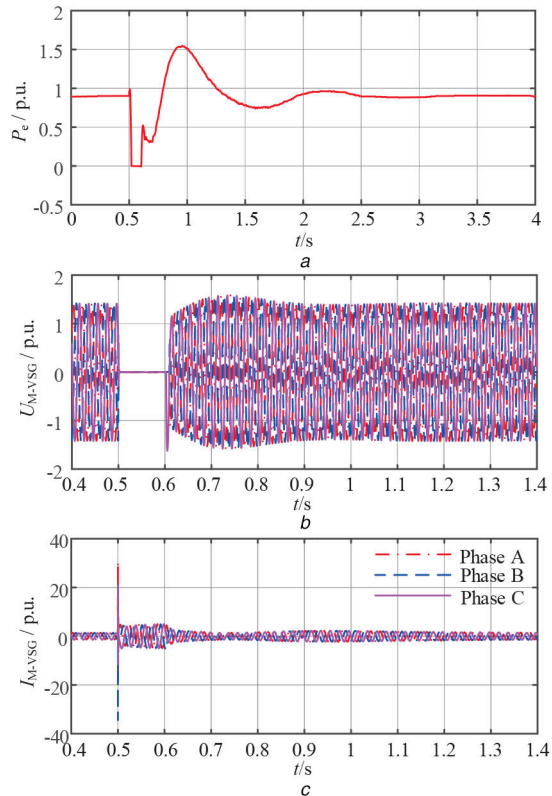 2
1.5
1
0.5
0
-0.5
P_e / p.u.
0 0.5 1 1.5 2 2.5 3 3.5 4
t/s
a
2
1
0
-1
-2
U_M-VSG / p.u.
0.4 0.5 0.6 0.7 0.8 0.9 1 1.1 1.2 1.3 1.4
t/s
b
40
20
0
-20
-40
I_M-VSG / p.u.
Phase A
Phase B
Phase C
0.4 0.5 0.6 0.7 0.8 0.9 1 1.1 1.2 1.3 1.4
t/s
c